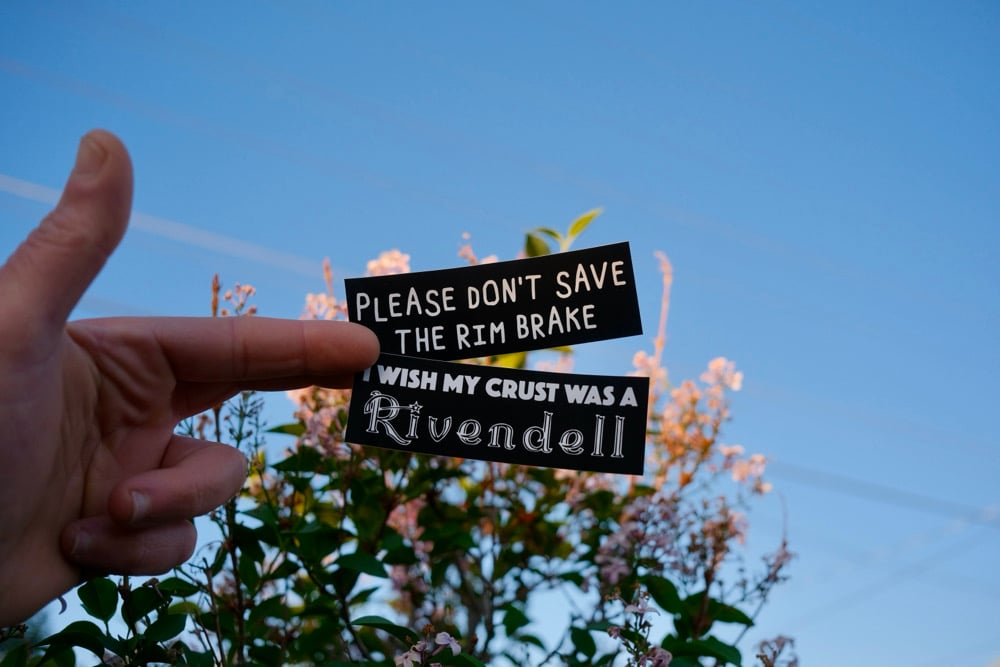 PLEASE DON'T SAVE
THE RIM BRAKE
I WISH MY CRUST WAS A
Rivendell